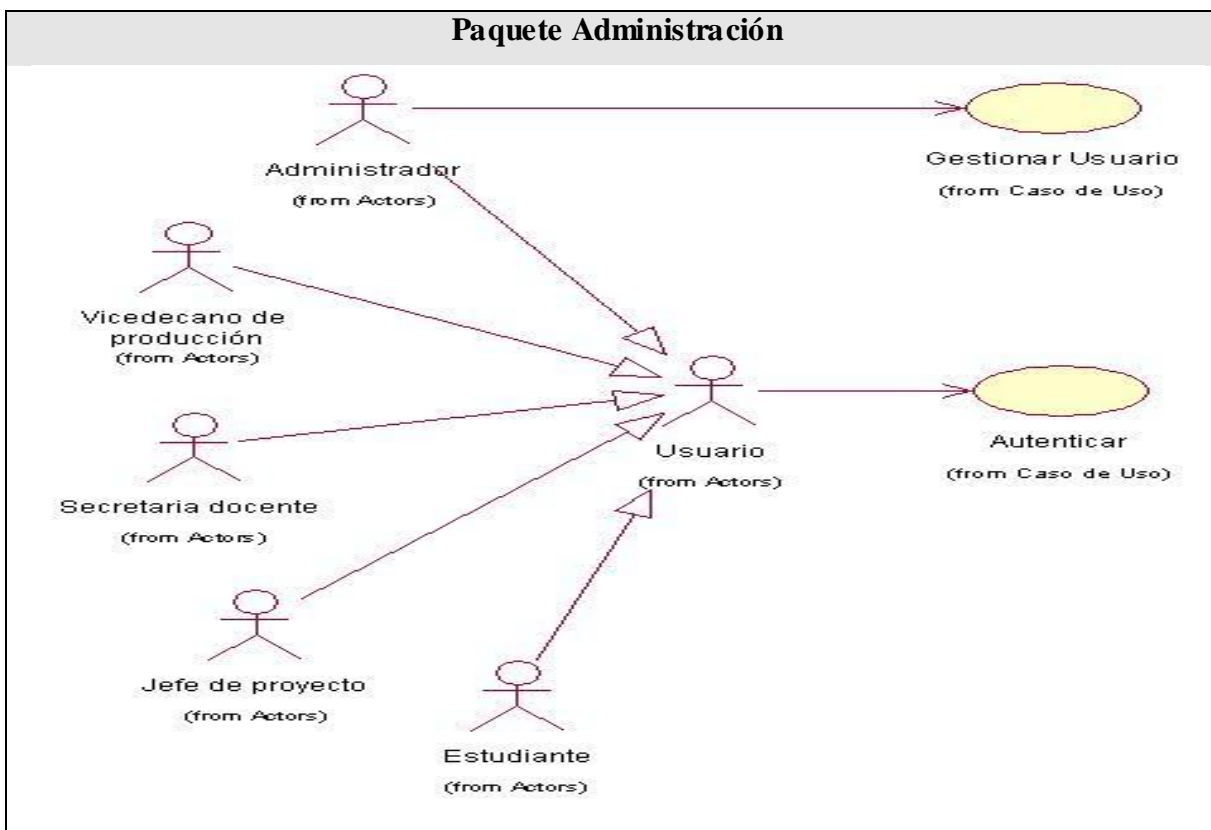 Paquete Administración
Administrador
(from Actors)
Gestionar Usuario
(from Caso de Uso)
Vicedecano de
producción
(from Actors)
Usuario
(from Actors)
Autenticar
(from Caso de Uso)
Secretaria docente
(from Actors)
Jefe de proyecto
(from Actors)
Estudiante
(from Actors)